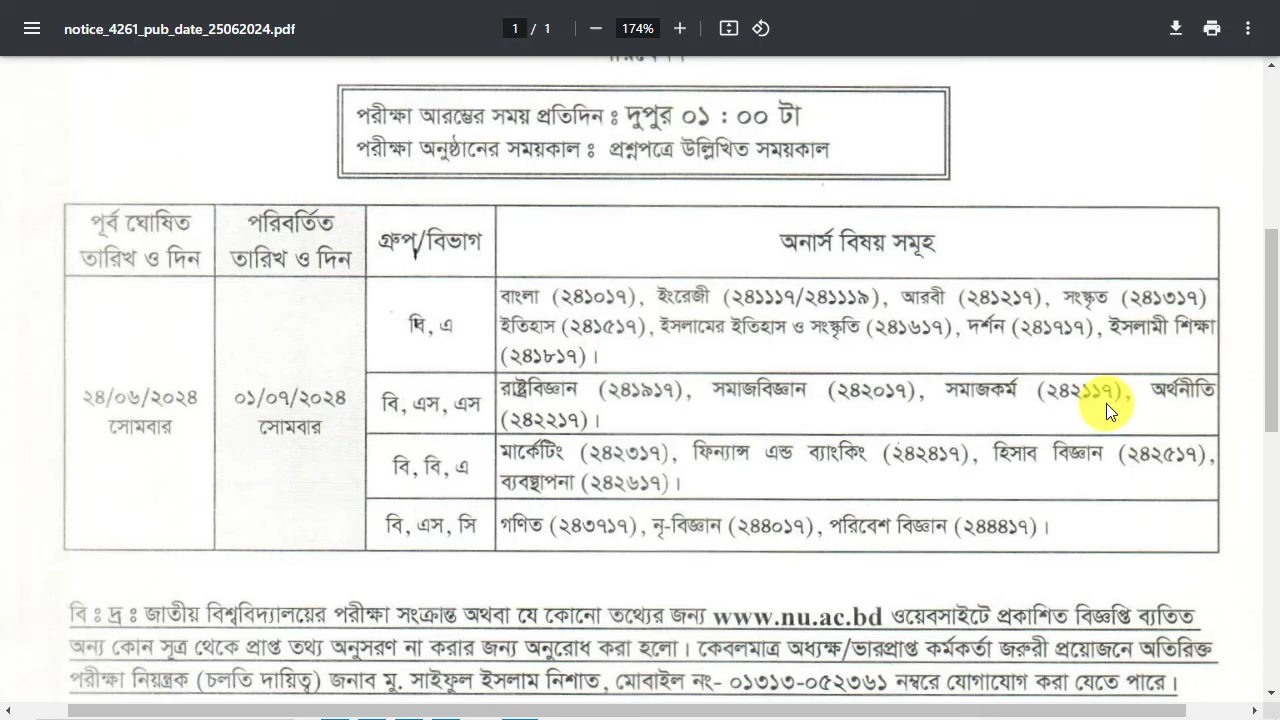 notice_4261_pub_date_25062024.pdf
1 / 1
174%
পরীক্ষা আরম্ভের সময় প্রতিদিন ঃ দুপুর ০১ : ০০ টা
পরীক্ষা অনুষ্ঠানের সময়কাল ঃ প্রশ্নপত্রে উল্লিখিত সময়কাল
পূর্ব ঘোষিত তারিখ ও দিন
পরিবর্তিত তারিখ ও দিন
গ্রুপ/বিভাগ
অনার্স বিষয় সমূহ
২৪/০৬/২০২৪
সোমবার
০১/০৭/২০২৪
সোমবার
বি, এ
বাংলা (২৪১০১৭), ইংরেজী (২৪১১১৭/২৪১১১৯), আরবী (২৪১২১৭), সংস্কৃত (২৪১৩১৭)
ইতিহাস (২৪১৫১৭), ইসলামের ইতিহাস ও সংস্কৃতি (২৪১৬১৭), দর্শন (২৪১৭১৭), ইসলামী শিক্ষা
(২৪১৮১৭)।
বি, এস, এস
রাষ্ট্রবিজ্ঞান (২৪১৯১৭), সমাজবিজ্ঞান (২৪২০১৭), সমাজকর্ম (২৪২১১৭), অর্থনীতি
(২৪২২১৭)।
বি, বি, এ
মার্কেটিং (২৪২৩১৭), ফিন্যান্স এন্ড ব্যাংকিং (২৪২৪১৭), হিসাব বিজ্ঞান (২৪২৫১৭),
ব্যবস্থাপনা (২৪২৬১৭)।
বি, এস, সি
গণিত (২৪৩৭১৭), নৃ-বিজ্ঞান (২৪৪০১৭), পরিবেশ বিজ্ঞান (২৪৪৪১৭)।
বি ঃ দ্র ঃ জাতীয় বিশ্ববিদ্যালয়ের পরীক্ষা সংক্রান্ত অথবা যে কোনো তথ্যের জন্য www.nu.ac.bd ওয়েবসাইটে প্রকাশিত বিজ্ঞপ্তি ব্যতিত
অন্য কোন সূত্র থেকে প্রাপ্ত তথ্য অনুসরণ না করার জন্য অনুরোধ করা হলো। কেবলমাত্র অধ্যক্ষ/ভারপ্রাপ্ত কর্মকর্তা জরুরী প্রয়োজনে অতিরিক্ত
পরীক্ষা নিয়ন্ত্রক (চলতি দায়িত্ব) জনাব মু. সাইফুল ইসলাম নিশাত, মোবাইল নং- ০১৩১৩-০৫২৩৬১ নম্বরে যোগাযোগ করা যেতে পারে।